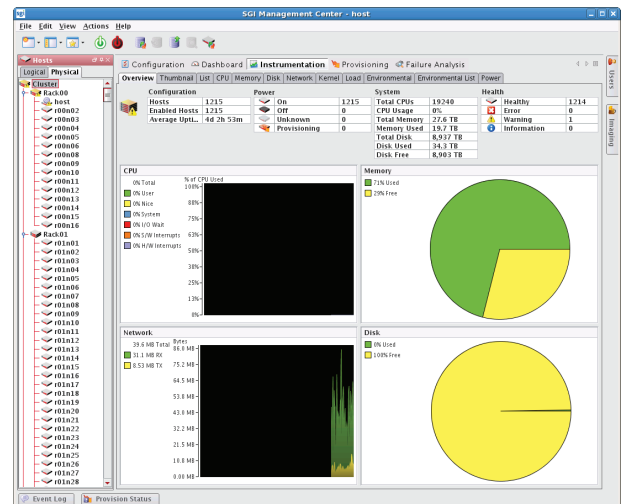 sgi SGI Management Center - host
File Edit View Actions Help
Hosts
Logical Physical
Cluster
Rack00
host
r00n02
r00n03
r00n04
r00n05
r00n06
r00n08
r00n09
r00n10
r00n11
r00n12
r00n13
r00n14
r00n15
r00n16
Rack01
r01n01
r01n02
r01n03
r01n04
r01n05
r01n06
r01n07
r01n08
r01n09
r01n10
r01n11
r01n12
r01n13
r01n14
r01n15
r01n16
r01n17
r01n18
r01n19
r01n20
r01n21
r01n22
r01n23
r01n24
r01n25
r01n26
r01n27
r01n28
Configuration Dashboard Instrumentation Provisioning Failure Analysis
Overview Thumbnail List CPU Memory Disk Network Kernel Load Environmental Environmental List Power
Configuration
Hosts 1215
Enabled Hosts 1215
Average Upti... 4d 2h 53m
Power
On 1215
Off 0
Unknown 0
Provisioning 0
System
Total CPUs 19240
CPU Usage 0%
Total Memory 27.6 TB
Memory Used 19.7 TB
Total Disk 8,937 TB
Disk Used 34.3 TB
Disk Free 8,903 TB
Health
Healthy 1214
Error 0
Warning 1
Information 0
CPU
0% Total
0% User
0% Nice
0% System
0% I/O Wait
0% S/W Interrupts
0% H/W Interrupts
% of CPU Used
100%
88%
75%
63%
50%
38%
25%
13%
0%
Memory
71% Used
29% Free
Network
39.6 MB Total
31.1 MB RX
8.53 MB TX
Bytes
86.0 MB
75.2 MB
64.5 MB
53.8 MB
43.0 MB
32.2 MB
21.5 MB
10.8 MB
0.00 MB
Disk
0% Used
100% Free
Users
Imaging
Event Log Provision Status